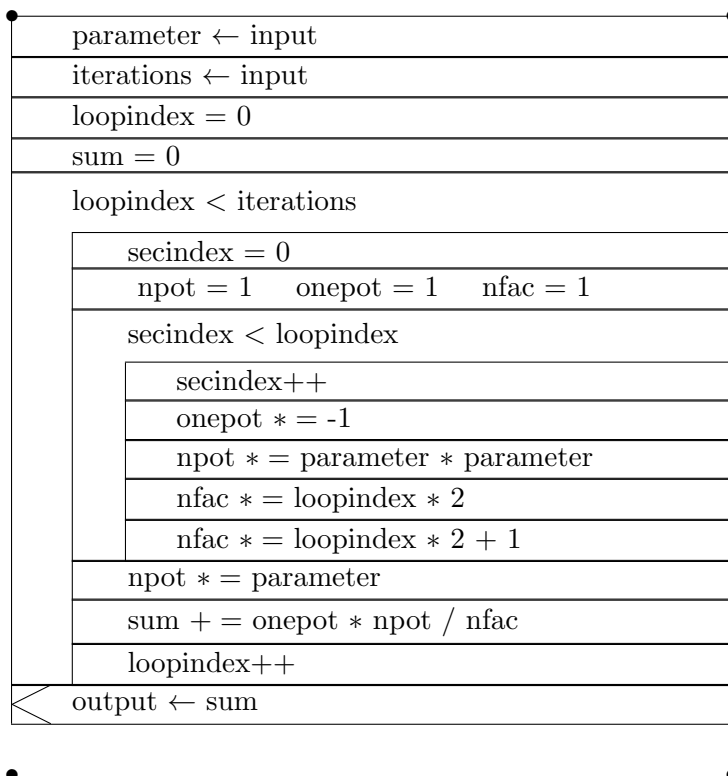 parameter ← input
iterations ← input
loopindex = 0
sum = 0
loopindex < iterations
secindex = 0
npot = 1 onepot = 1 nfac = 1
secindex < loopindex
secindex++
onepot ∗ = -1
npot ∗ = parameter ∗ parameter
nfac ∗ = loopindex ∗ 2
nfac ∗ = loopindex ∗ 2 + 1
npot ∗ = parameter
sum + = onepot ∗ npot / nfac
loopindex++
output ← sum